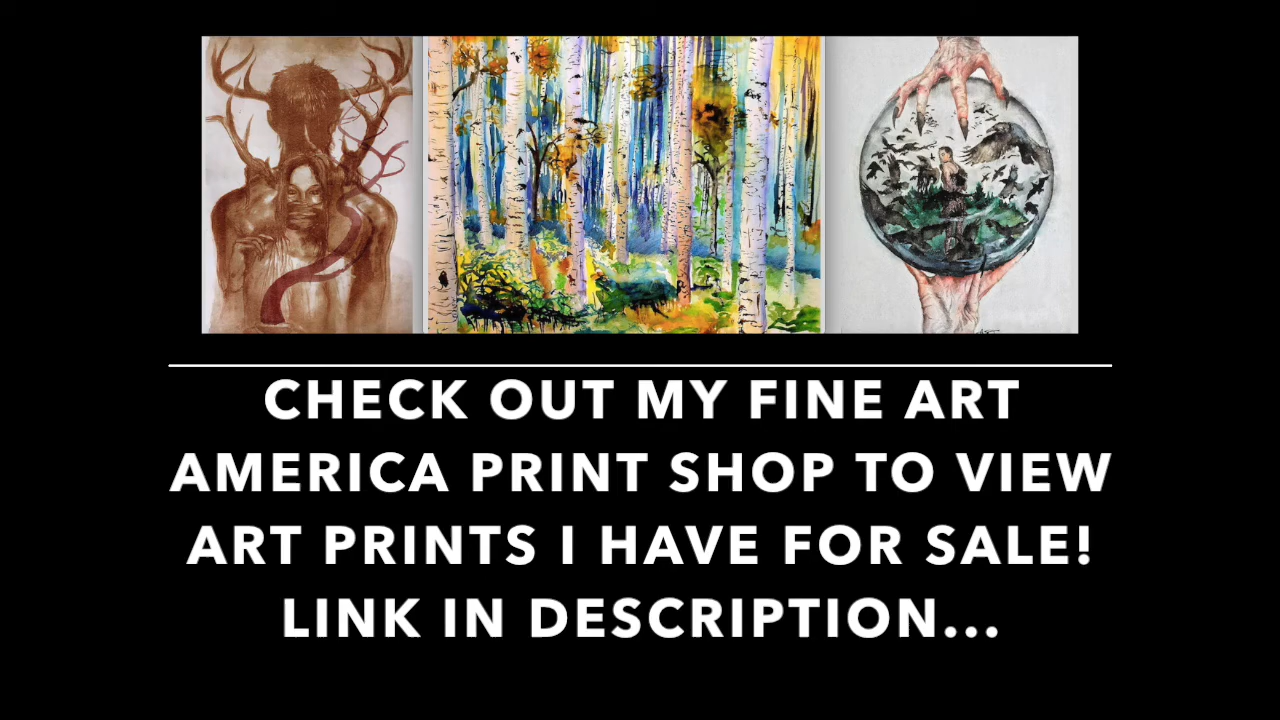 CHECK OUT MY FINE ART
AMERICA PRINT SHOP TO VIEW
ART PRINTS I HAVE FOR SALE!
LINK IN DESCRIPTION...